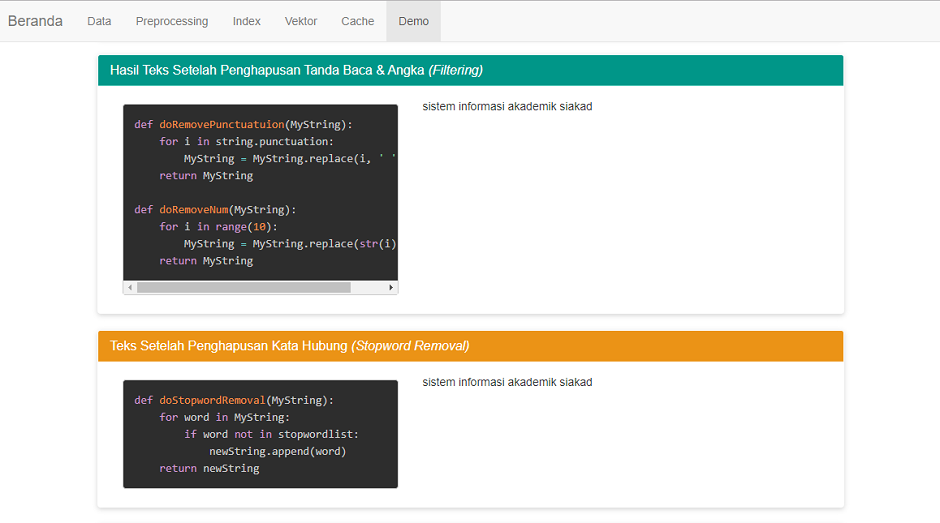 Beranda Data Preprocessing Index Vektor Cache Demo
Hasil Teks Setelah Penghapusan Tanda Baca & Angka (Filtering)
sistem informasi akademik siakad
def doRemovePunctuatuion(MyString):
    for i in string.punctuation:
        MyString = MyString.replace(i, ' '
    return MyString
def doRemoveNum(MyString):
    for i in range(10):
        MyString = MyString.replace(str(i)
    return MyString
Teks Setelah Penghapusan Kata Hubung (Stopword Removal)
sistem informasi akademik siakad
def doStopwordRemoval(MyString):
    for word in MyString:
        if word not in stopwordlist:
            newString.append(word)
    return newString